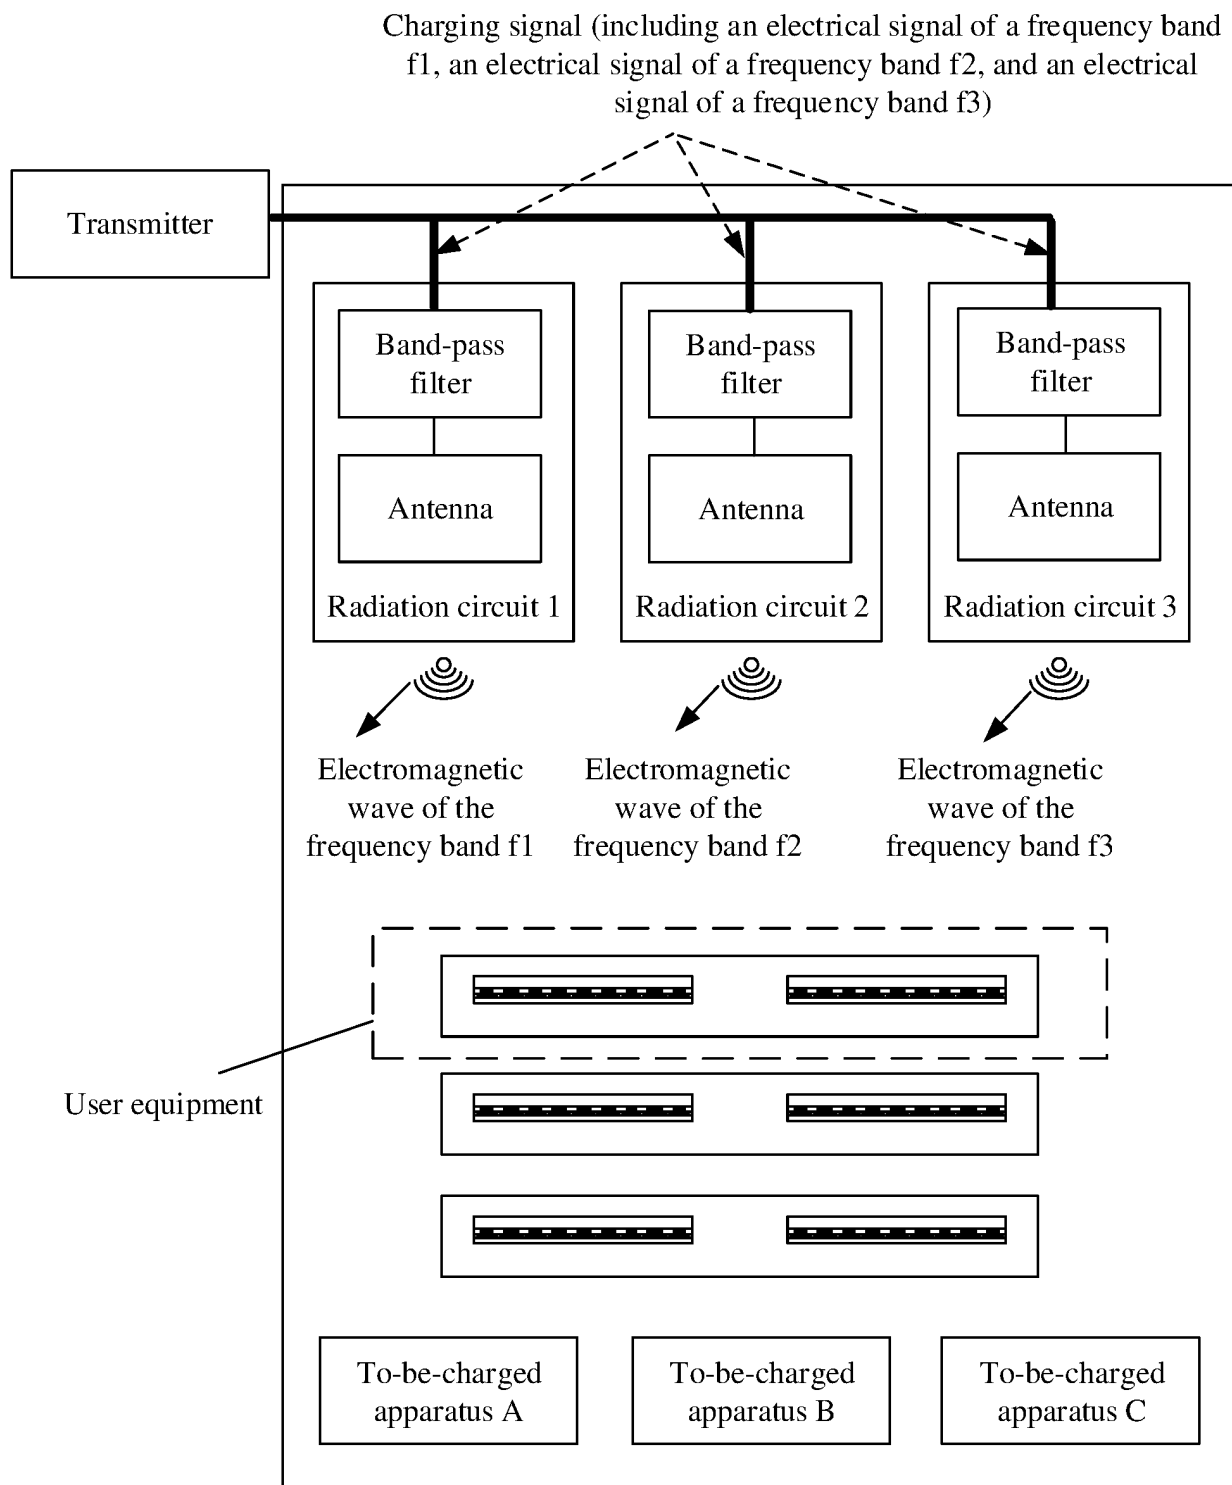 Charging signal (including an electrical signal of a frequency band
f1, an electrical signal of a frequency band f2, and an electrical
signal of a frequency band f3)
Transmitter
Band-pass
filter
Antenna
Radiation circuit 1
Band-pass
filter
Antenna
Radiation circuit 2
Band-pass
filter
Antenna
Radiation circuit 3
Electromagnetic
wave of the
frequency band f1
Electromagnetic
wave of the
frequency band f2
Electromagnetic
wave of the
frequency band f3
User equipment
To-be-charged
apparatus A
To-be-charged
apparatus B
To-be-charged
apparatus C